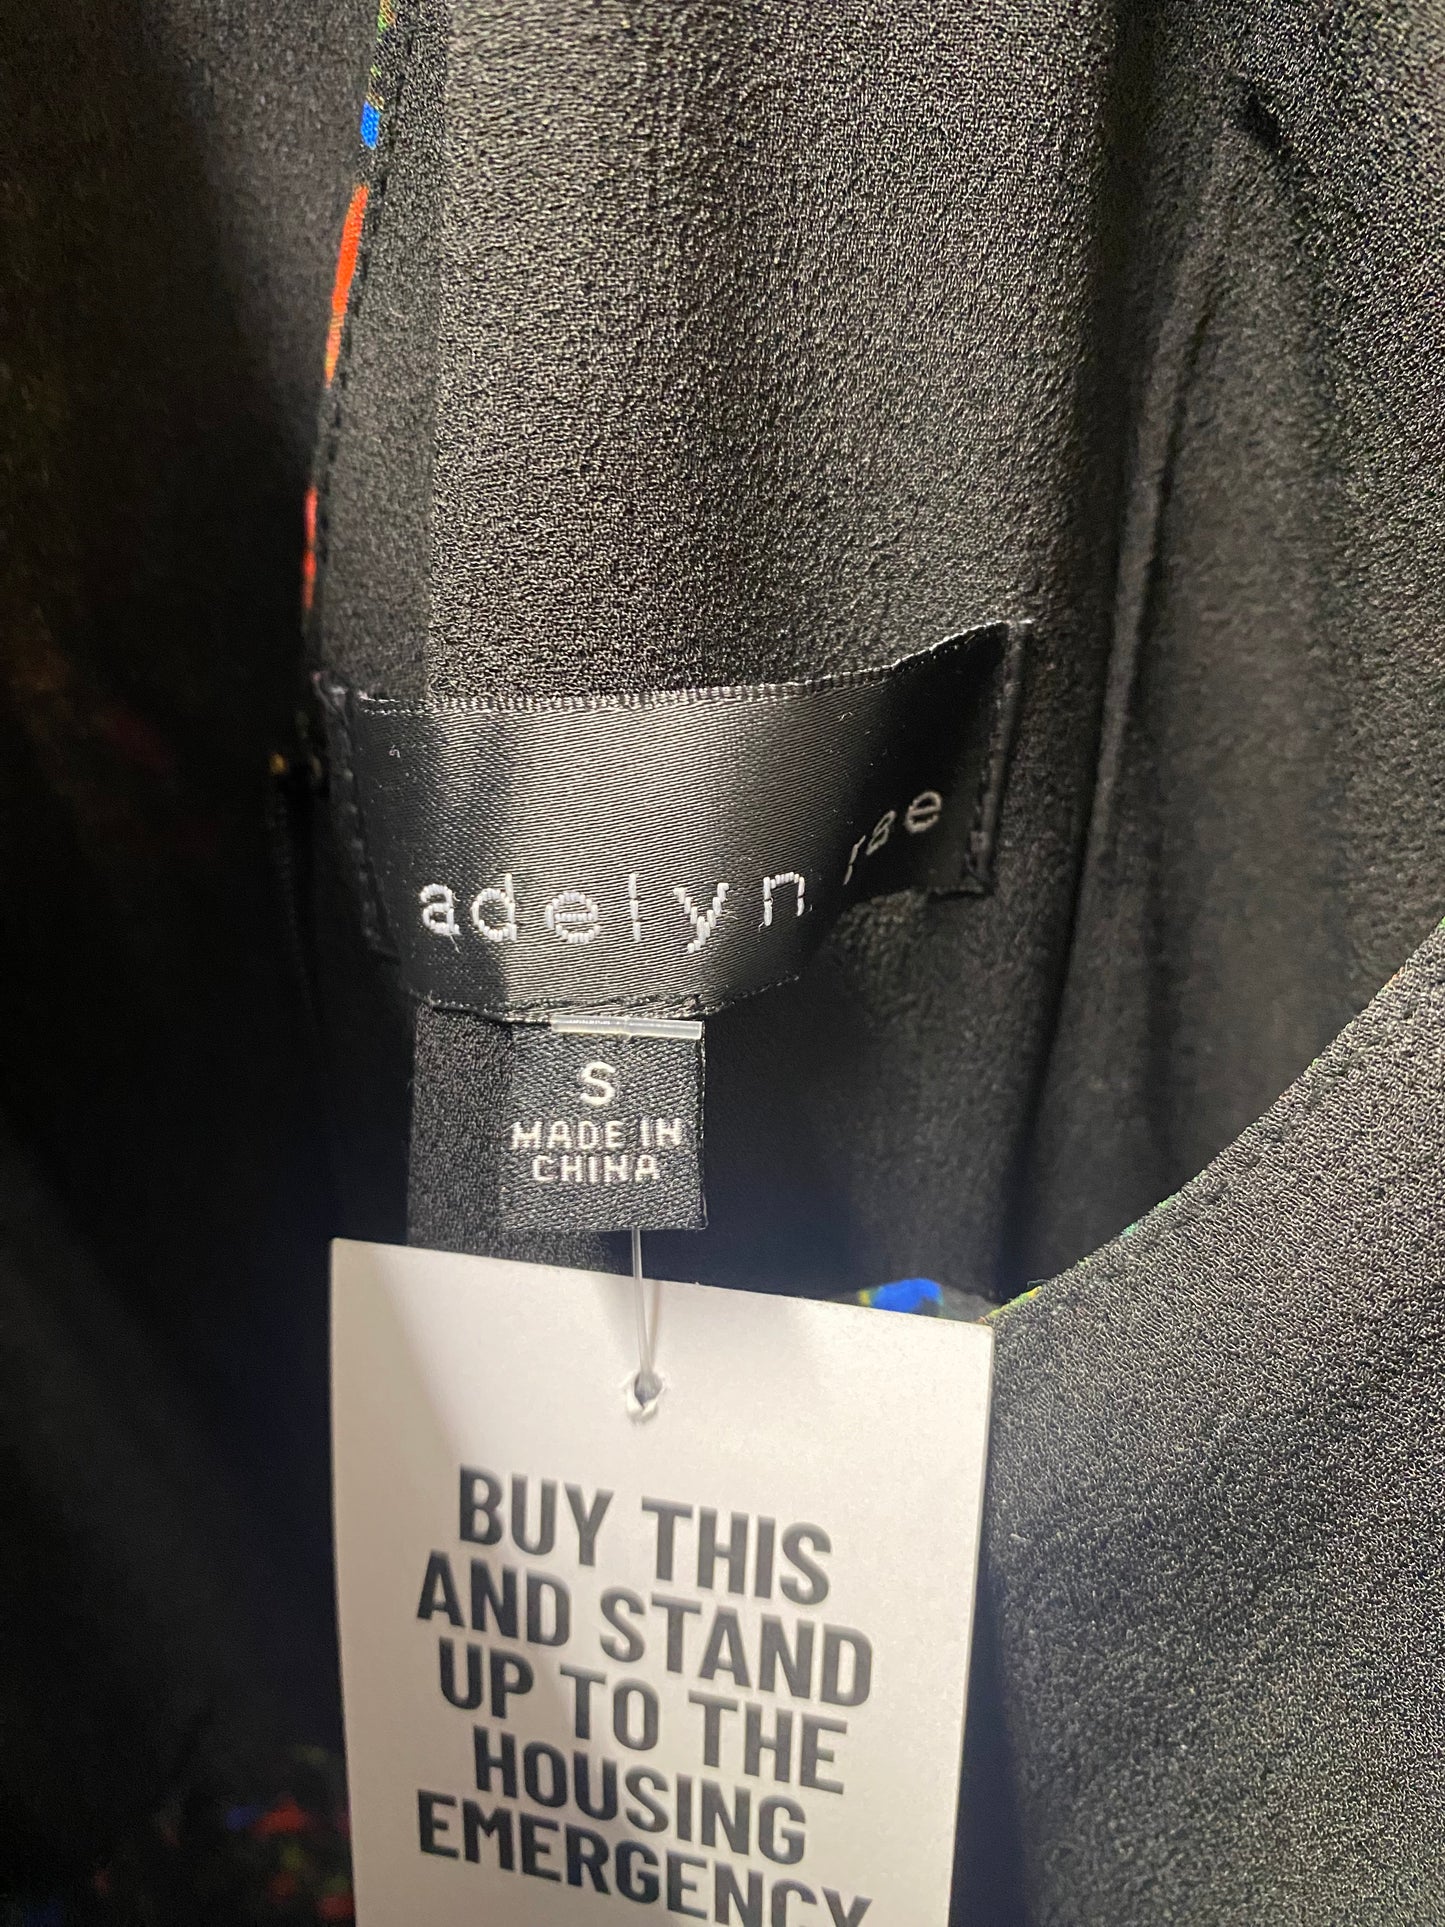 adelyn rae
S
MADE IN
CHINA
BUY THIS
AND STAND
UP TO THE
HOUSING
EMERGENCY